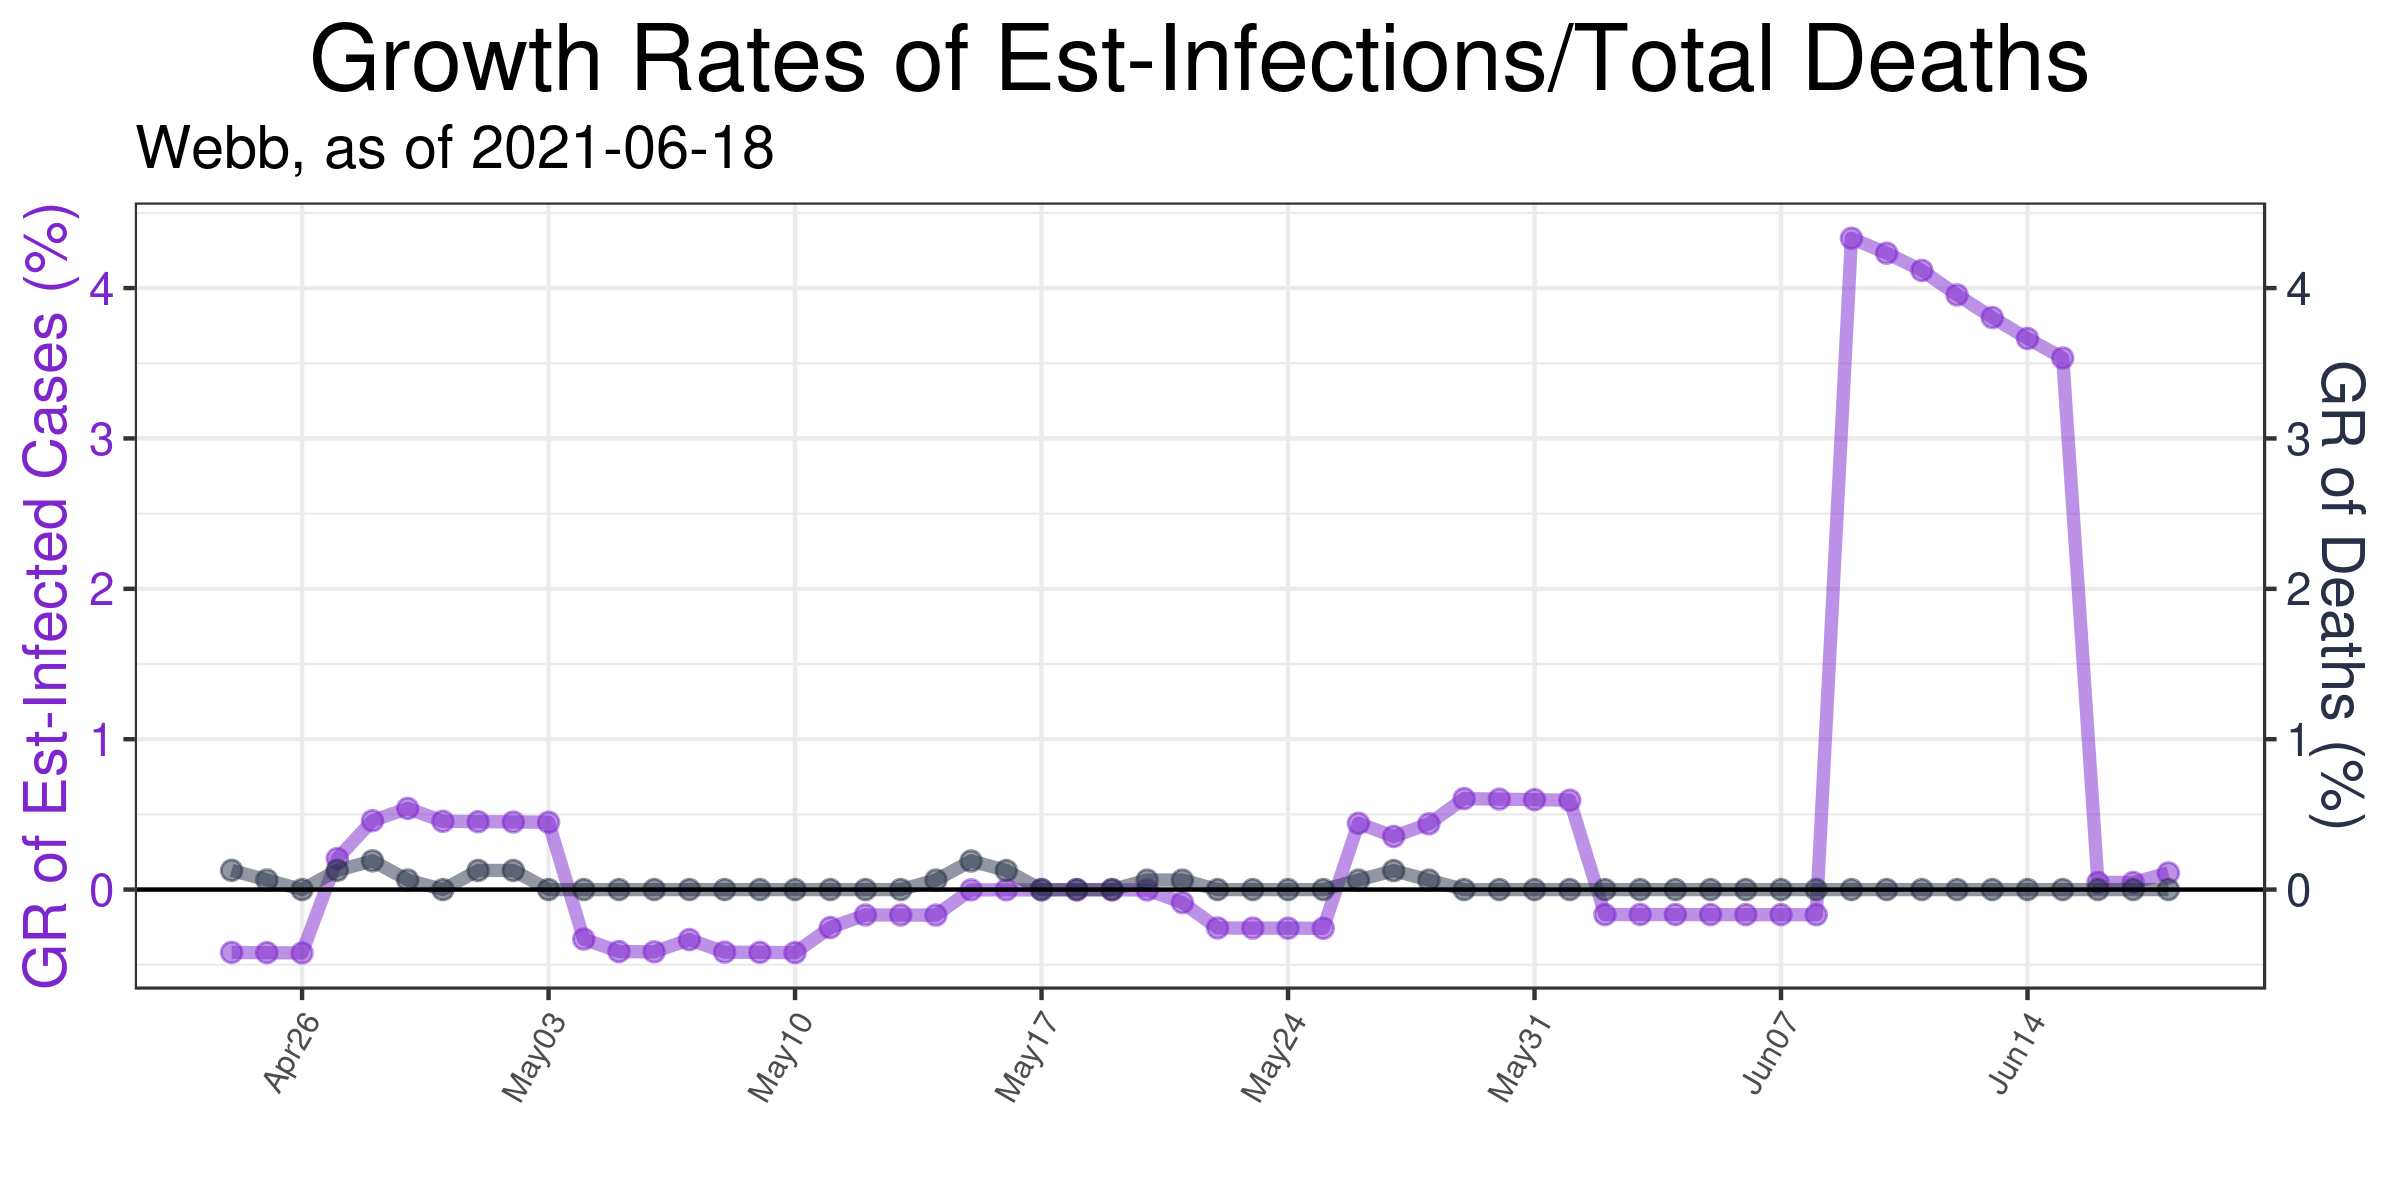 Growth Rates of Est-Infections/Total Deaths
Webb, as of 2021-06-18
GR of Est-Infected Cases (%)
4
3
2
1
0
4
3
2
1
0
GR of Deaths (%)
Apr26
May03
May10
May17
May24
May31
Jun07
Jun14